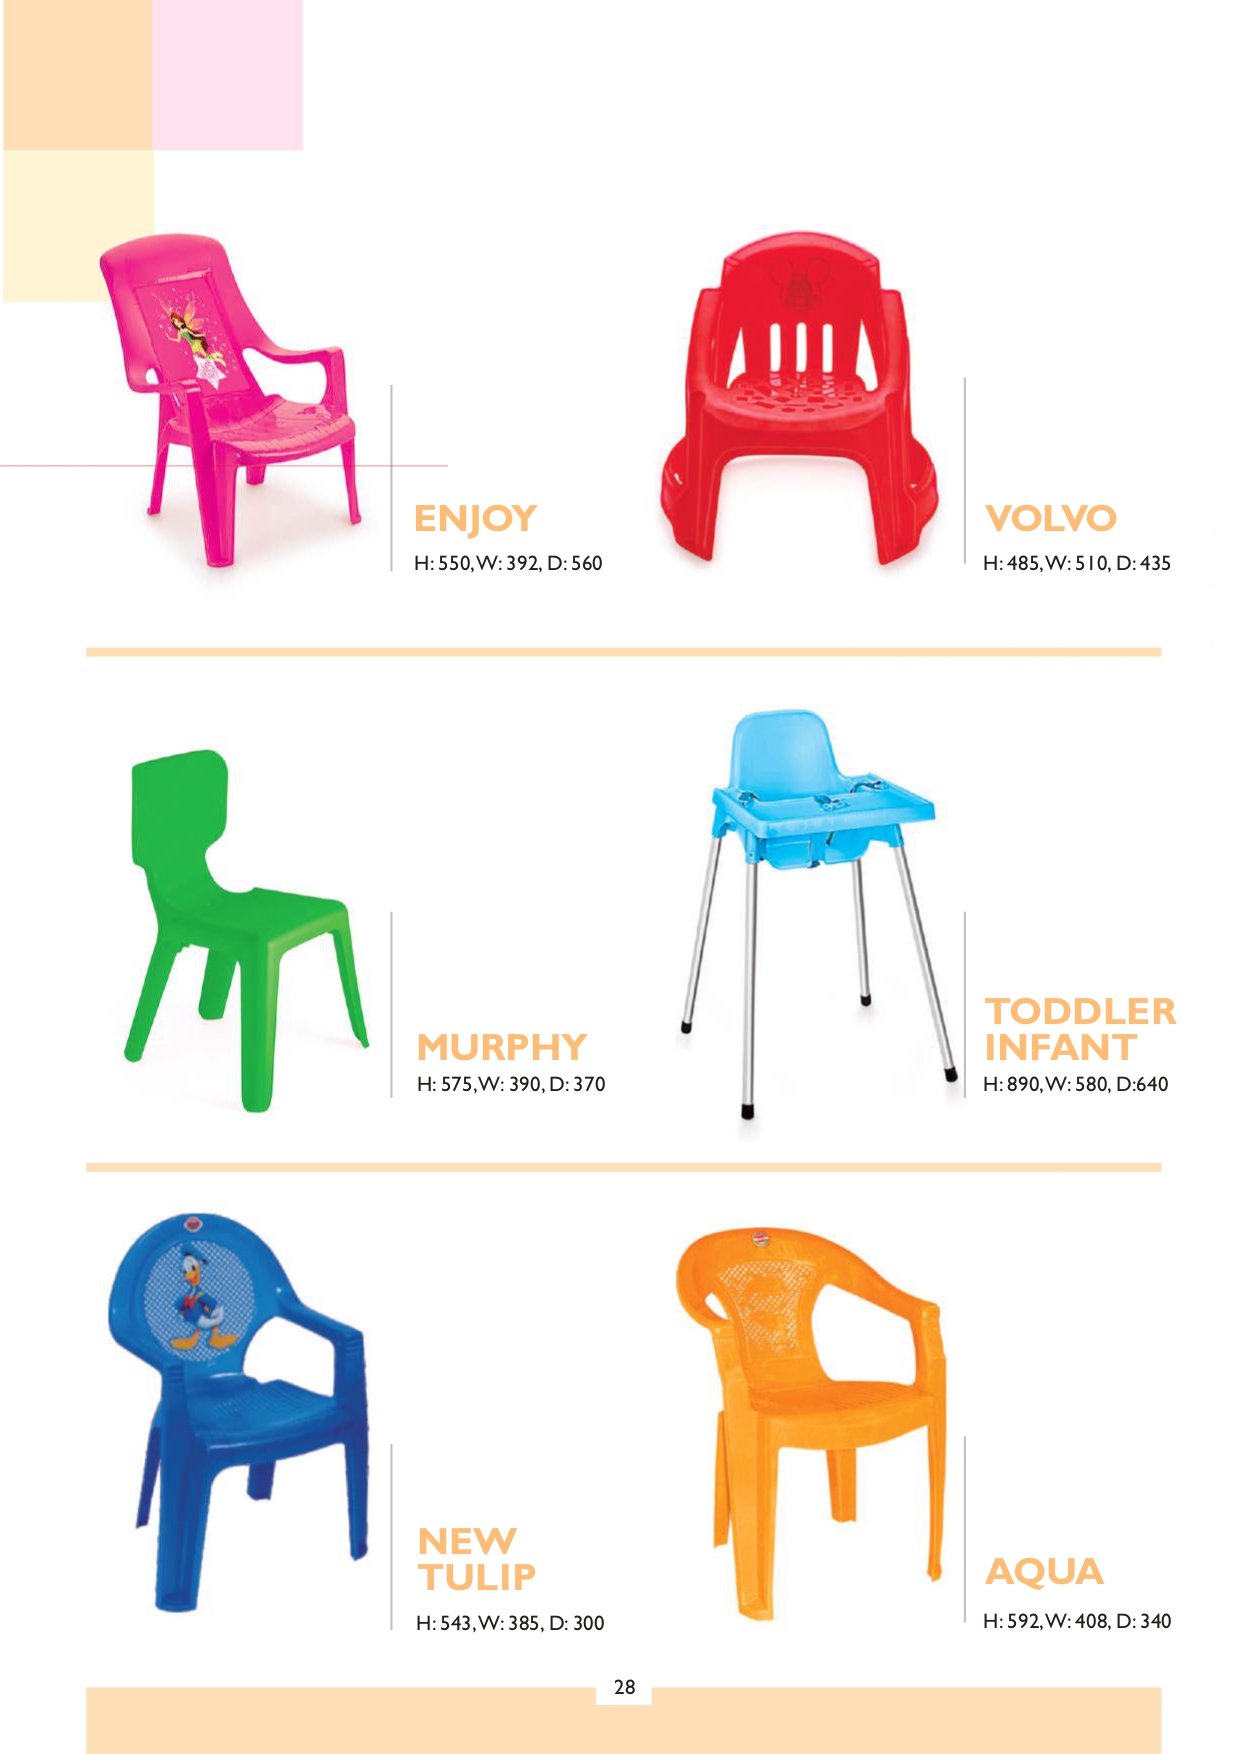 ENJOY
H: 550, W: 392, D: 560
VOLVO
H: 485, W: 510, D: 435
MURPHY
H: 575, W: 390, D: 370
TODDLER
INFANT
H: 890, W: 580, D:640
NEW
TULIP
H: 543, W: 385, D: 300
AQUA
H: 592, W: 408, D: 340
28